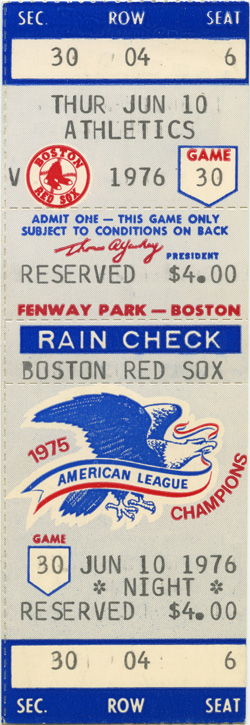 SEC. ROW SEAT
30 04 6
THUR JUN 10
ATHLETICS
V BOSTON RED SOX 1976 GAME 30
ADMIT ONE — THIS GAME ONLY
SUBJECT TO CONDITIONS ON BACK
Thomas A Yawkey
PRESIDENT
RESERVED $4.00
FENWAY PARK — BOSTON
RAIN CHECK
BOSTON RED SOX
1975
AMERICAN LEAGUE
CHAMPIONS
GAME
30 JUN 10 1976
* NIGHT *
RESERVED $4.00
30 04 6
SEC. ROW SEAT